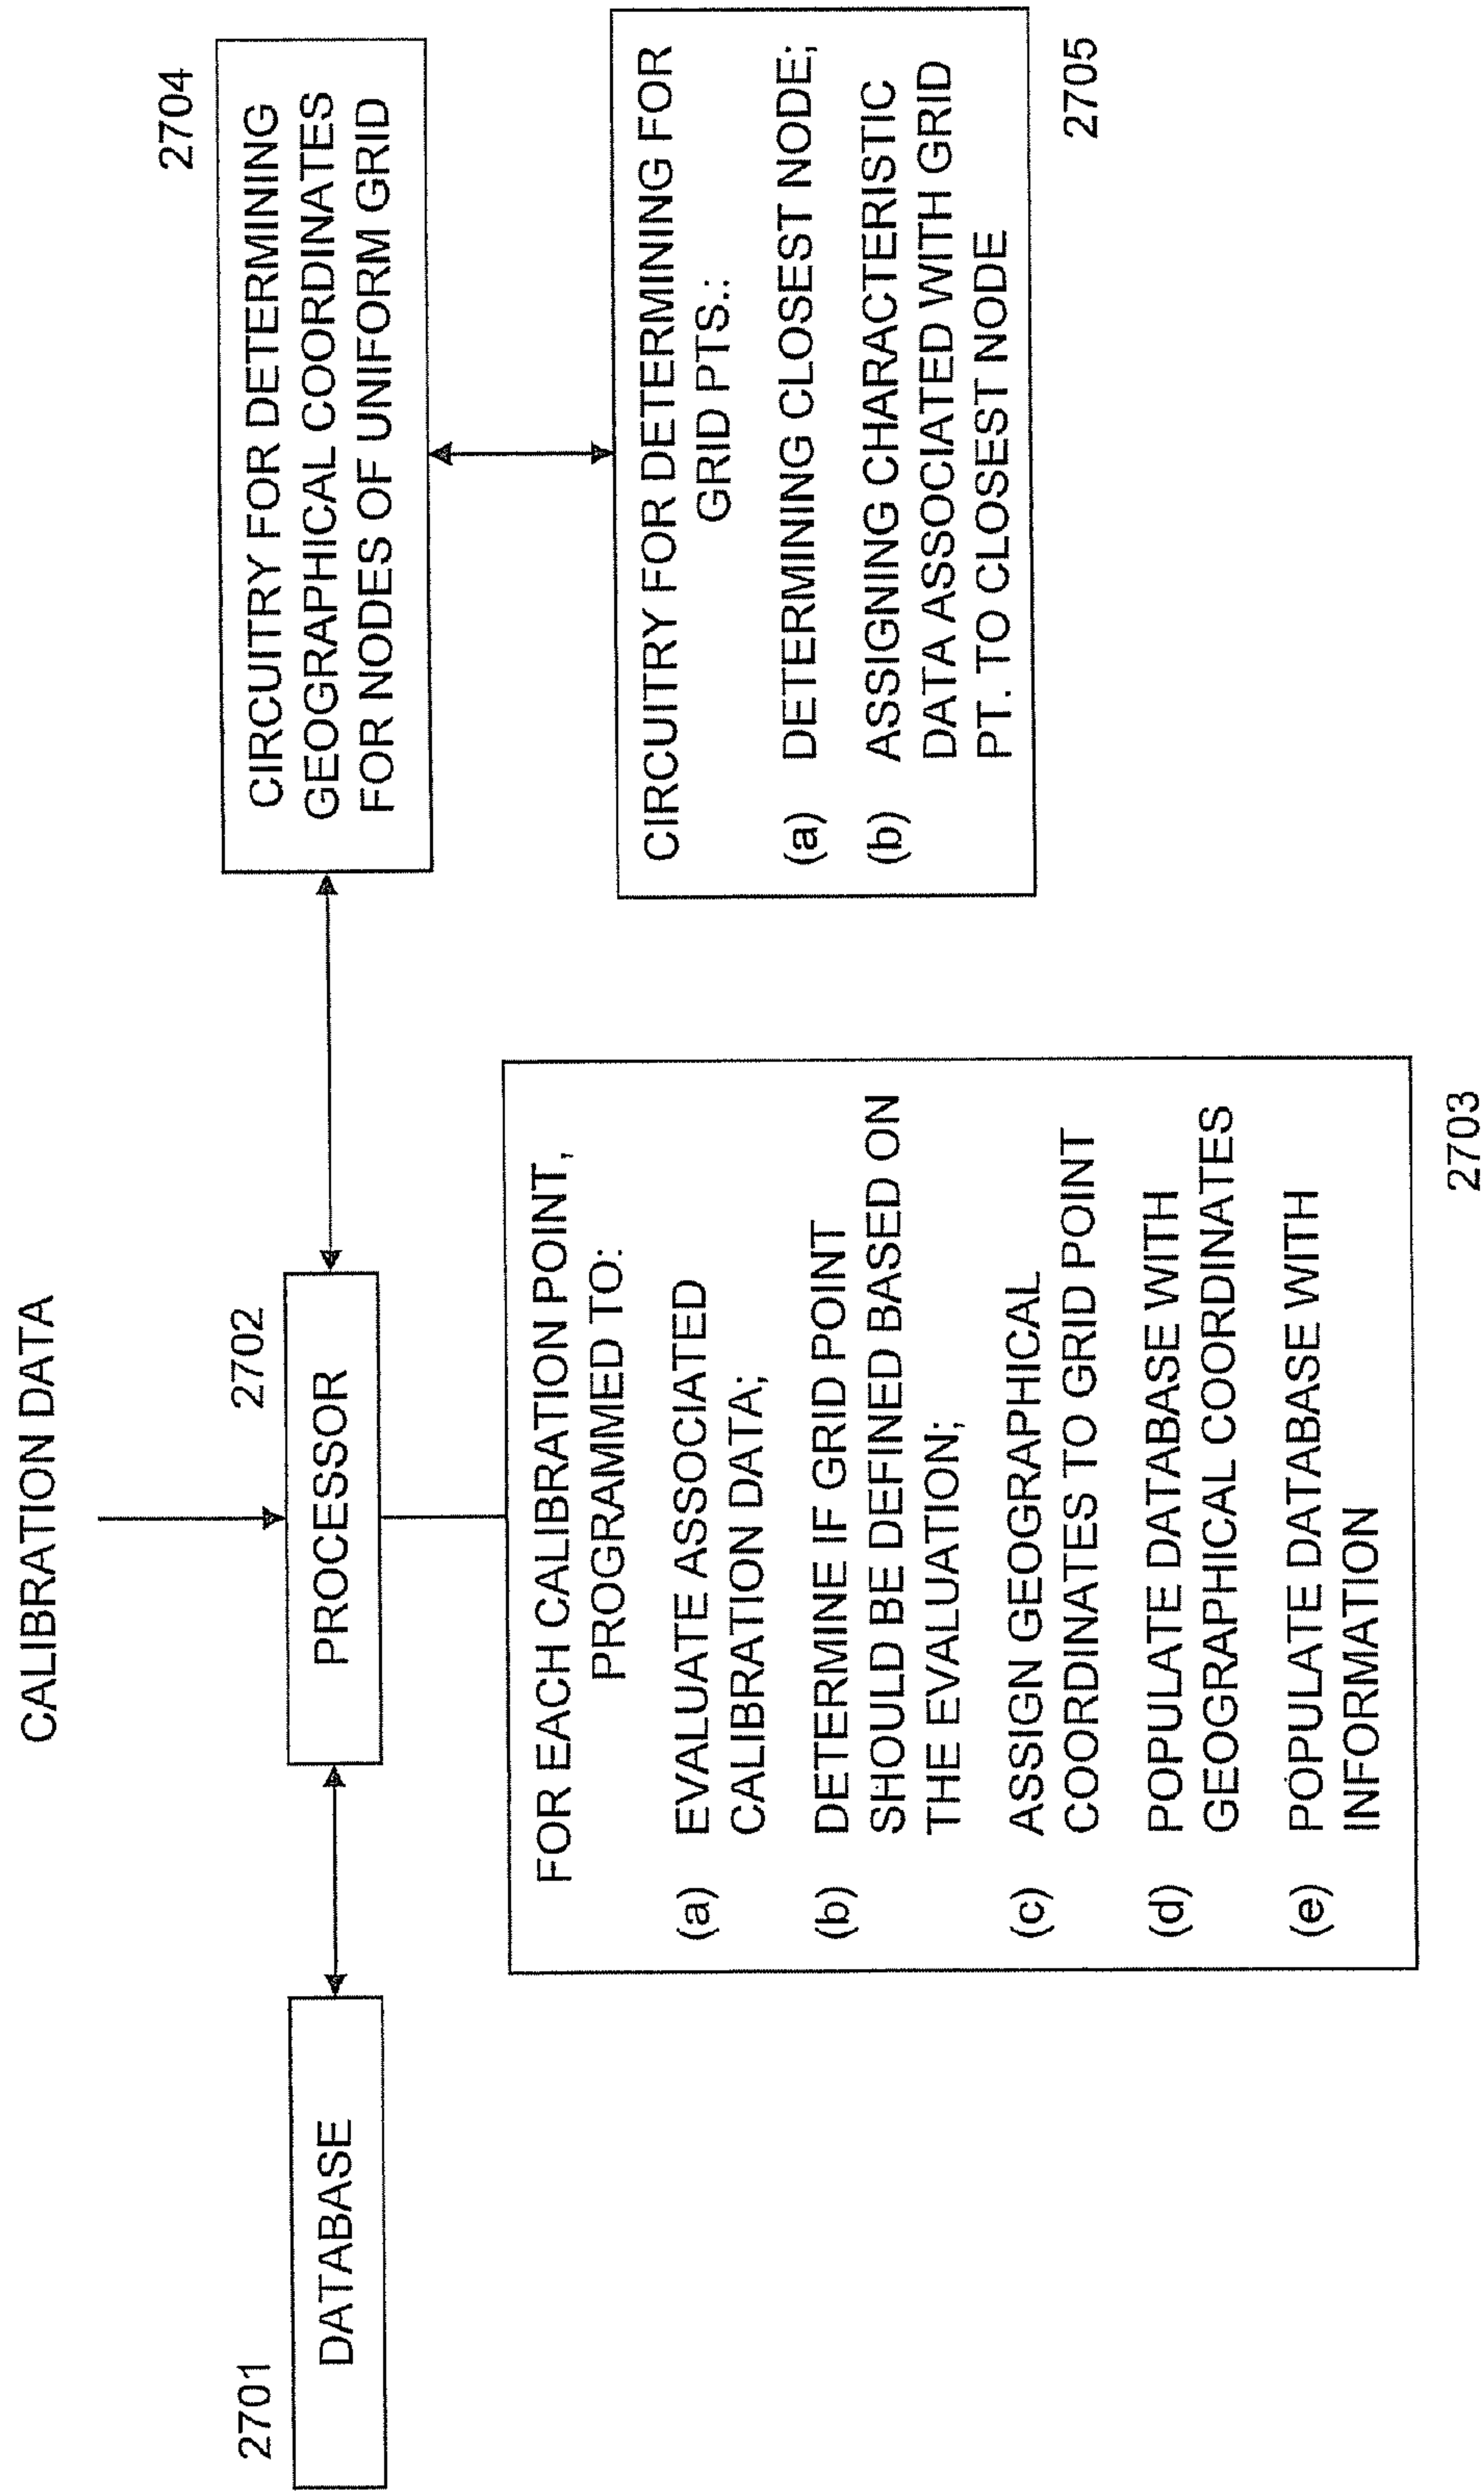 CALIBRATION DATA
2701
DATABASE
2702
PROCESSOR
2704
CIRCUITRY FOR DETERMINING
GEOGRAPHICAL COORDINATES
FOR NODES OF UNIFORM GRID
FOR EACH CALIBRATION POINT,
PROGRAMMED TO:
(a) EVALUATE ASSOCIATED
CALIBRATION DATA;
(b) DETERMINE IF GRID POINT
SHOULD BE DEFINED BASED ON
THE EVALUATION;
(c) ASSIGN GEOGRAPHICAL
COORDINATES TO GRID POINT
(d) POPULATE DATABASE WITH
GEOGRAPHICAL COORDINATES
(e) POPULATE DATABASE WITH
INFORMATION
2703
CIRCUITRY FOR DETERMINING FOR
GRID PTS.:
(a) DETERMINING CLOSEST NODE;
(b) ASSIGNING CHARACTERISTIC
DATA ASSOCIATED WITH GRID
PT. TO CLOSEST NODE
2705